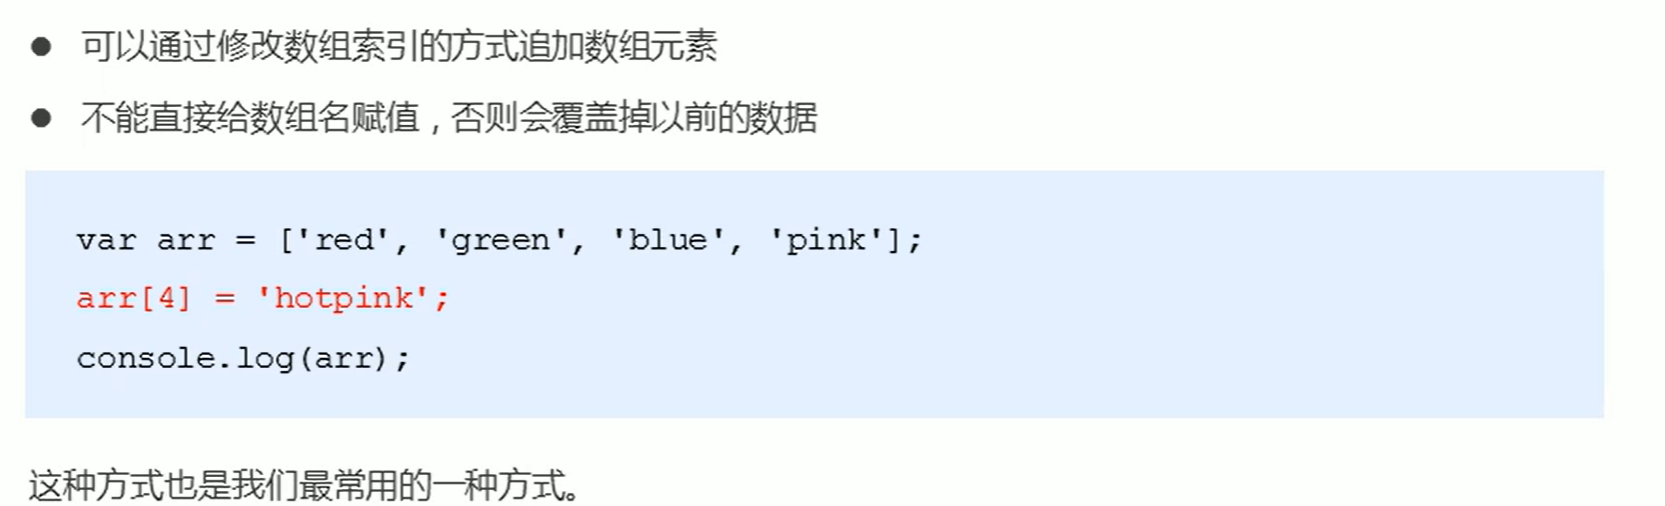 ● 可以通过修改数组索引的方式追加数组元素
● 不能直接给数组名赋值，否则会覆盖掉以前的数据
var arr = ['red', 'green', 'blue', 'pink'];
arr[4] = 'hotpink';
console.log(arr);
这种方式也是我们最常用的一种方式。